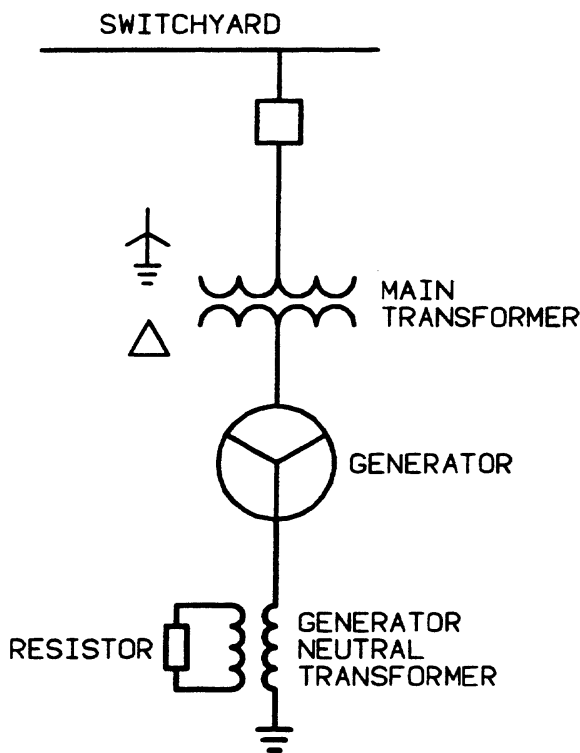 SWITCHYARD
MAIN
TRANSFORMER
GENERATOR
GENERATOR
NEUTRAL
TRANSFORMER
RESISTOR